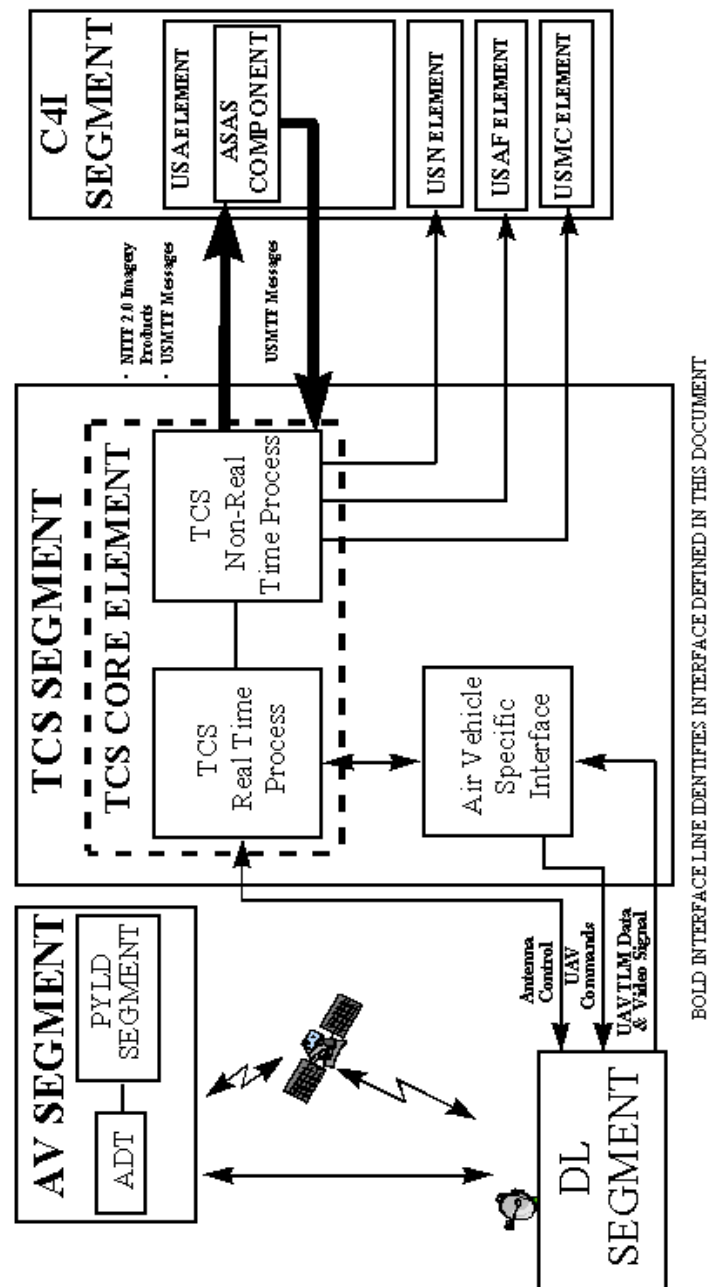 AV SEGMENT
ADT
PYLD
SEGMENT
DL
SEGMENT
Antenna
Control
UAV
Commands
UAV TLM Data
& Video Signal
TCS SEGMENT
TCS CORE ELEMENT
TCS
Real Time
Process
TCS
Non-Real
Time Process
Air Vehicle
Specific
Interface
· NITF 2.0 Imagery
Products
· USMTF Messages
USMTF Messages
C4I
SEGMENT
USA ELEMENT
ASAS
COMPONENT
USN ELEMENT
USAF ELEMENT
USMC ELEMENT
BOLD INTERFACE LINE IDENTIFIES INTERFACE DEFINED IN THIS DOCUMENT